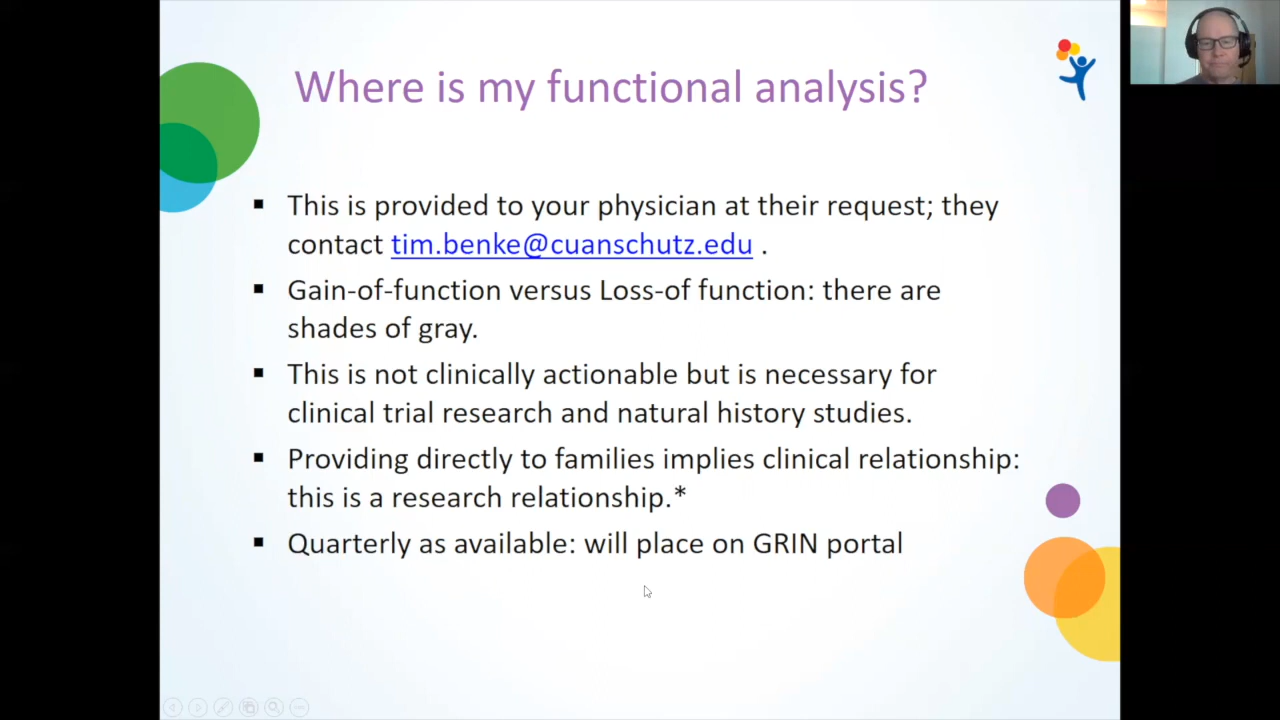 Where is my functional analysis?
This is provided to your physician at their request; they
contact tim.benke@cuanschutz.edu .
Gain-of-function versus Loss-of function: there are
shades of gray.
This is not clinically actionable but is necessary for
clinical trial research and natural history studies.
Providing directly to families implies clinical relationship:
this is a research relationship.*
Quarterly as available: will place on GRIN portal